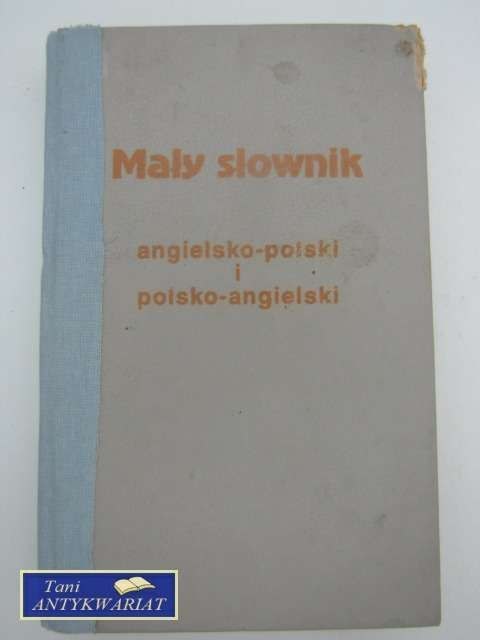 Mały słownik
angielsko-polski
i
polsko-angielski
Tani
ANTYKWARIAT